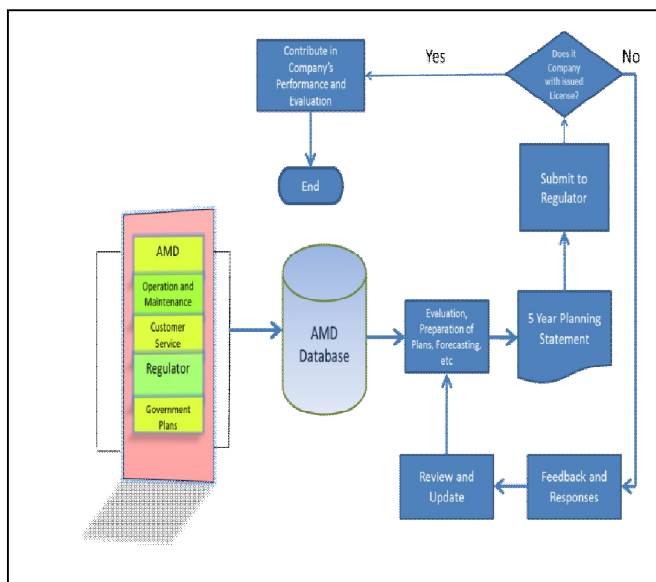 Contribute in
Company's
Performance and
Evaluation
Yes
Does it
Company
with issued
License?
No
End
Submit to
Regulator
AMD
Operation and
Maintenance
Customer
Service
Regulator
Government
Plans
AMD
Database
Evaluation,
Preparation of
Plans, Forecasting,
etc
5 Year Planning
Statement
Review and
Update
Feedback and
Responses